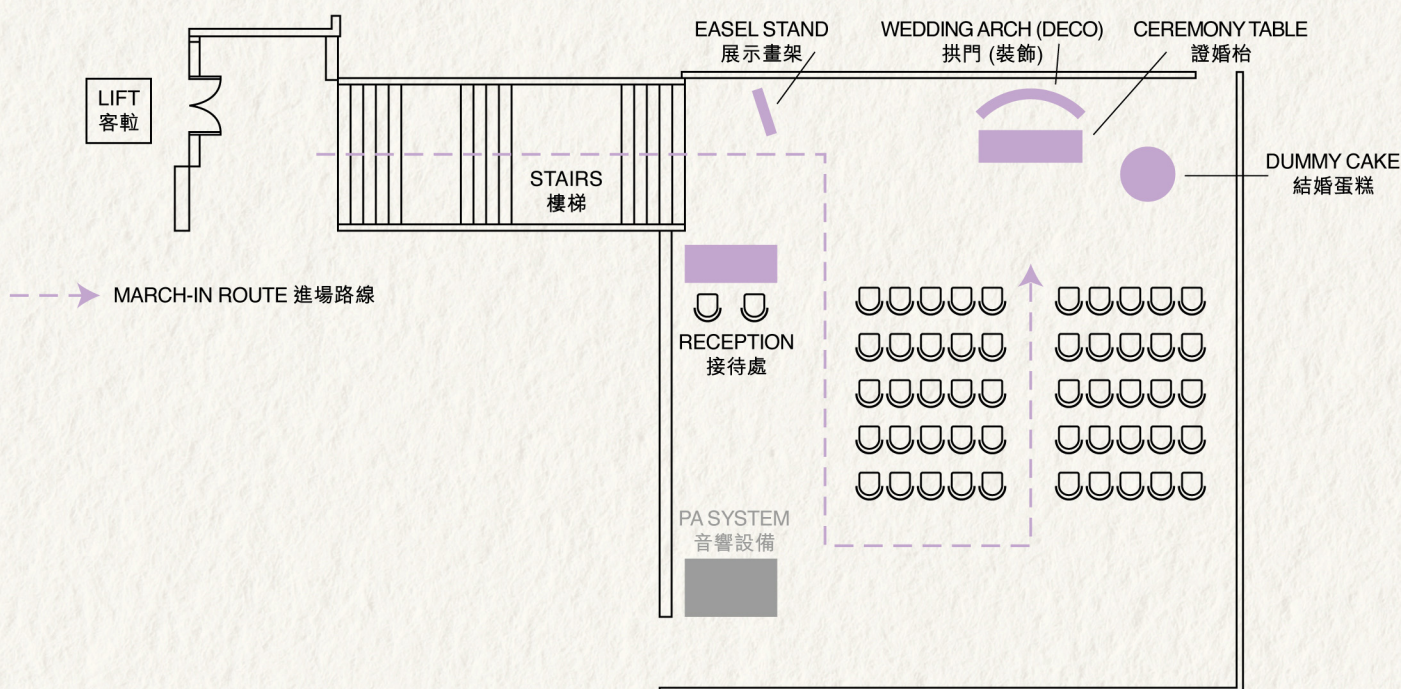 EASEL STAND
展示畫架
WEDDING ARCH (DECO)
拱門 (裝飾)
CEREMONY TABLE
證婚枱
LIFT
客𨋢
DUMMY CAKE
結婚蛋糕
STAIRS
樓梯
MARCH-IN ROUTE 進場路線
RECEPTION
接待處
PA SYSTEM
音響設備